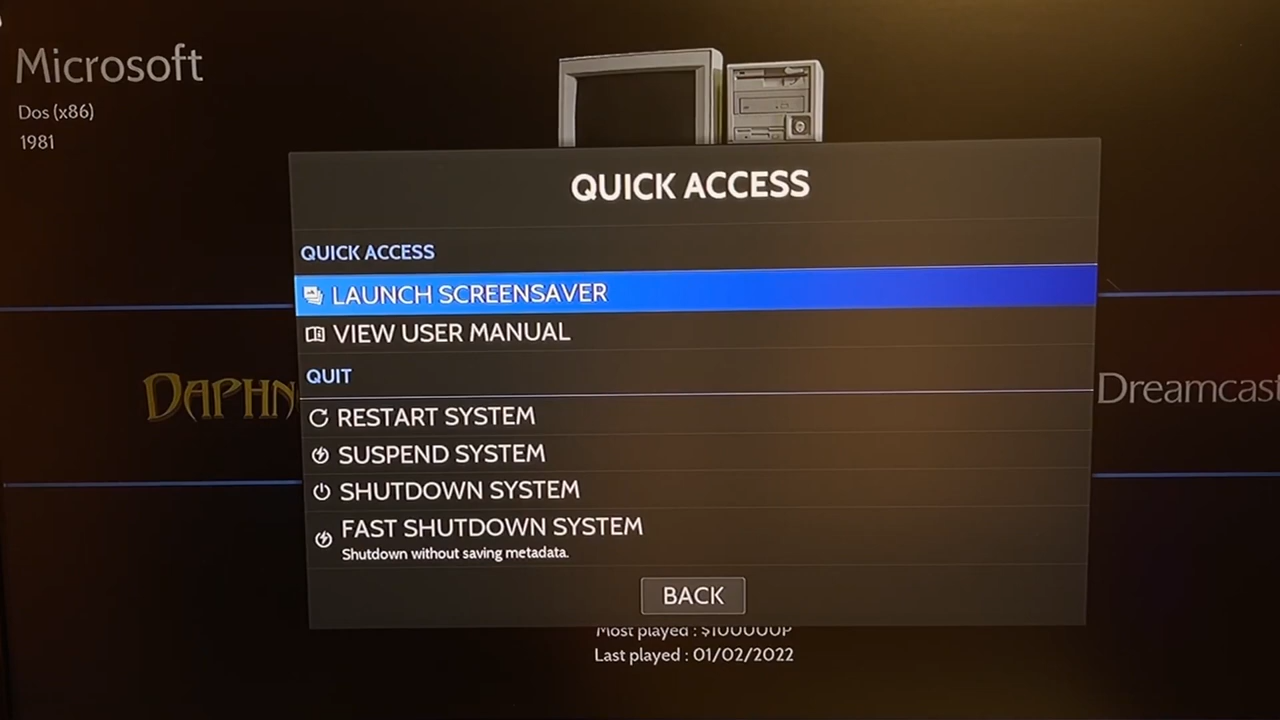 Microsoft
Dos (x86)
1981
QUICK ACCESS
QUICK ACCESS
LAUNCH SCREENSAVER
VIEW USER MANUAL
QUIT
DAPHN
Dreamcast
RESTART SYSTEM
SUSPEND SYSTEM
SHUTDOWN SYSTEM
FAST SHUTDOWN SYSTEM
Shutdown without saving metadata.
BACK
Most played : $100000P
Last played : 01/02/2022